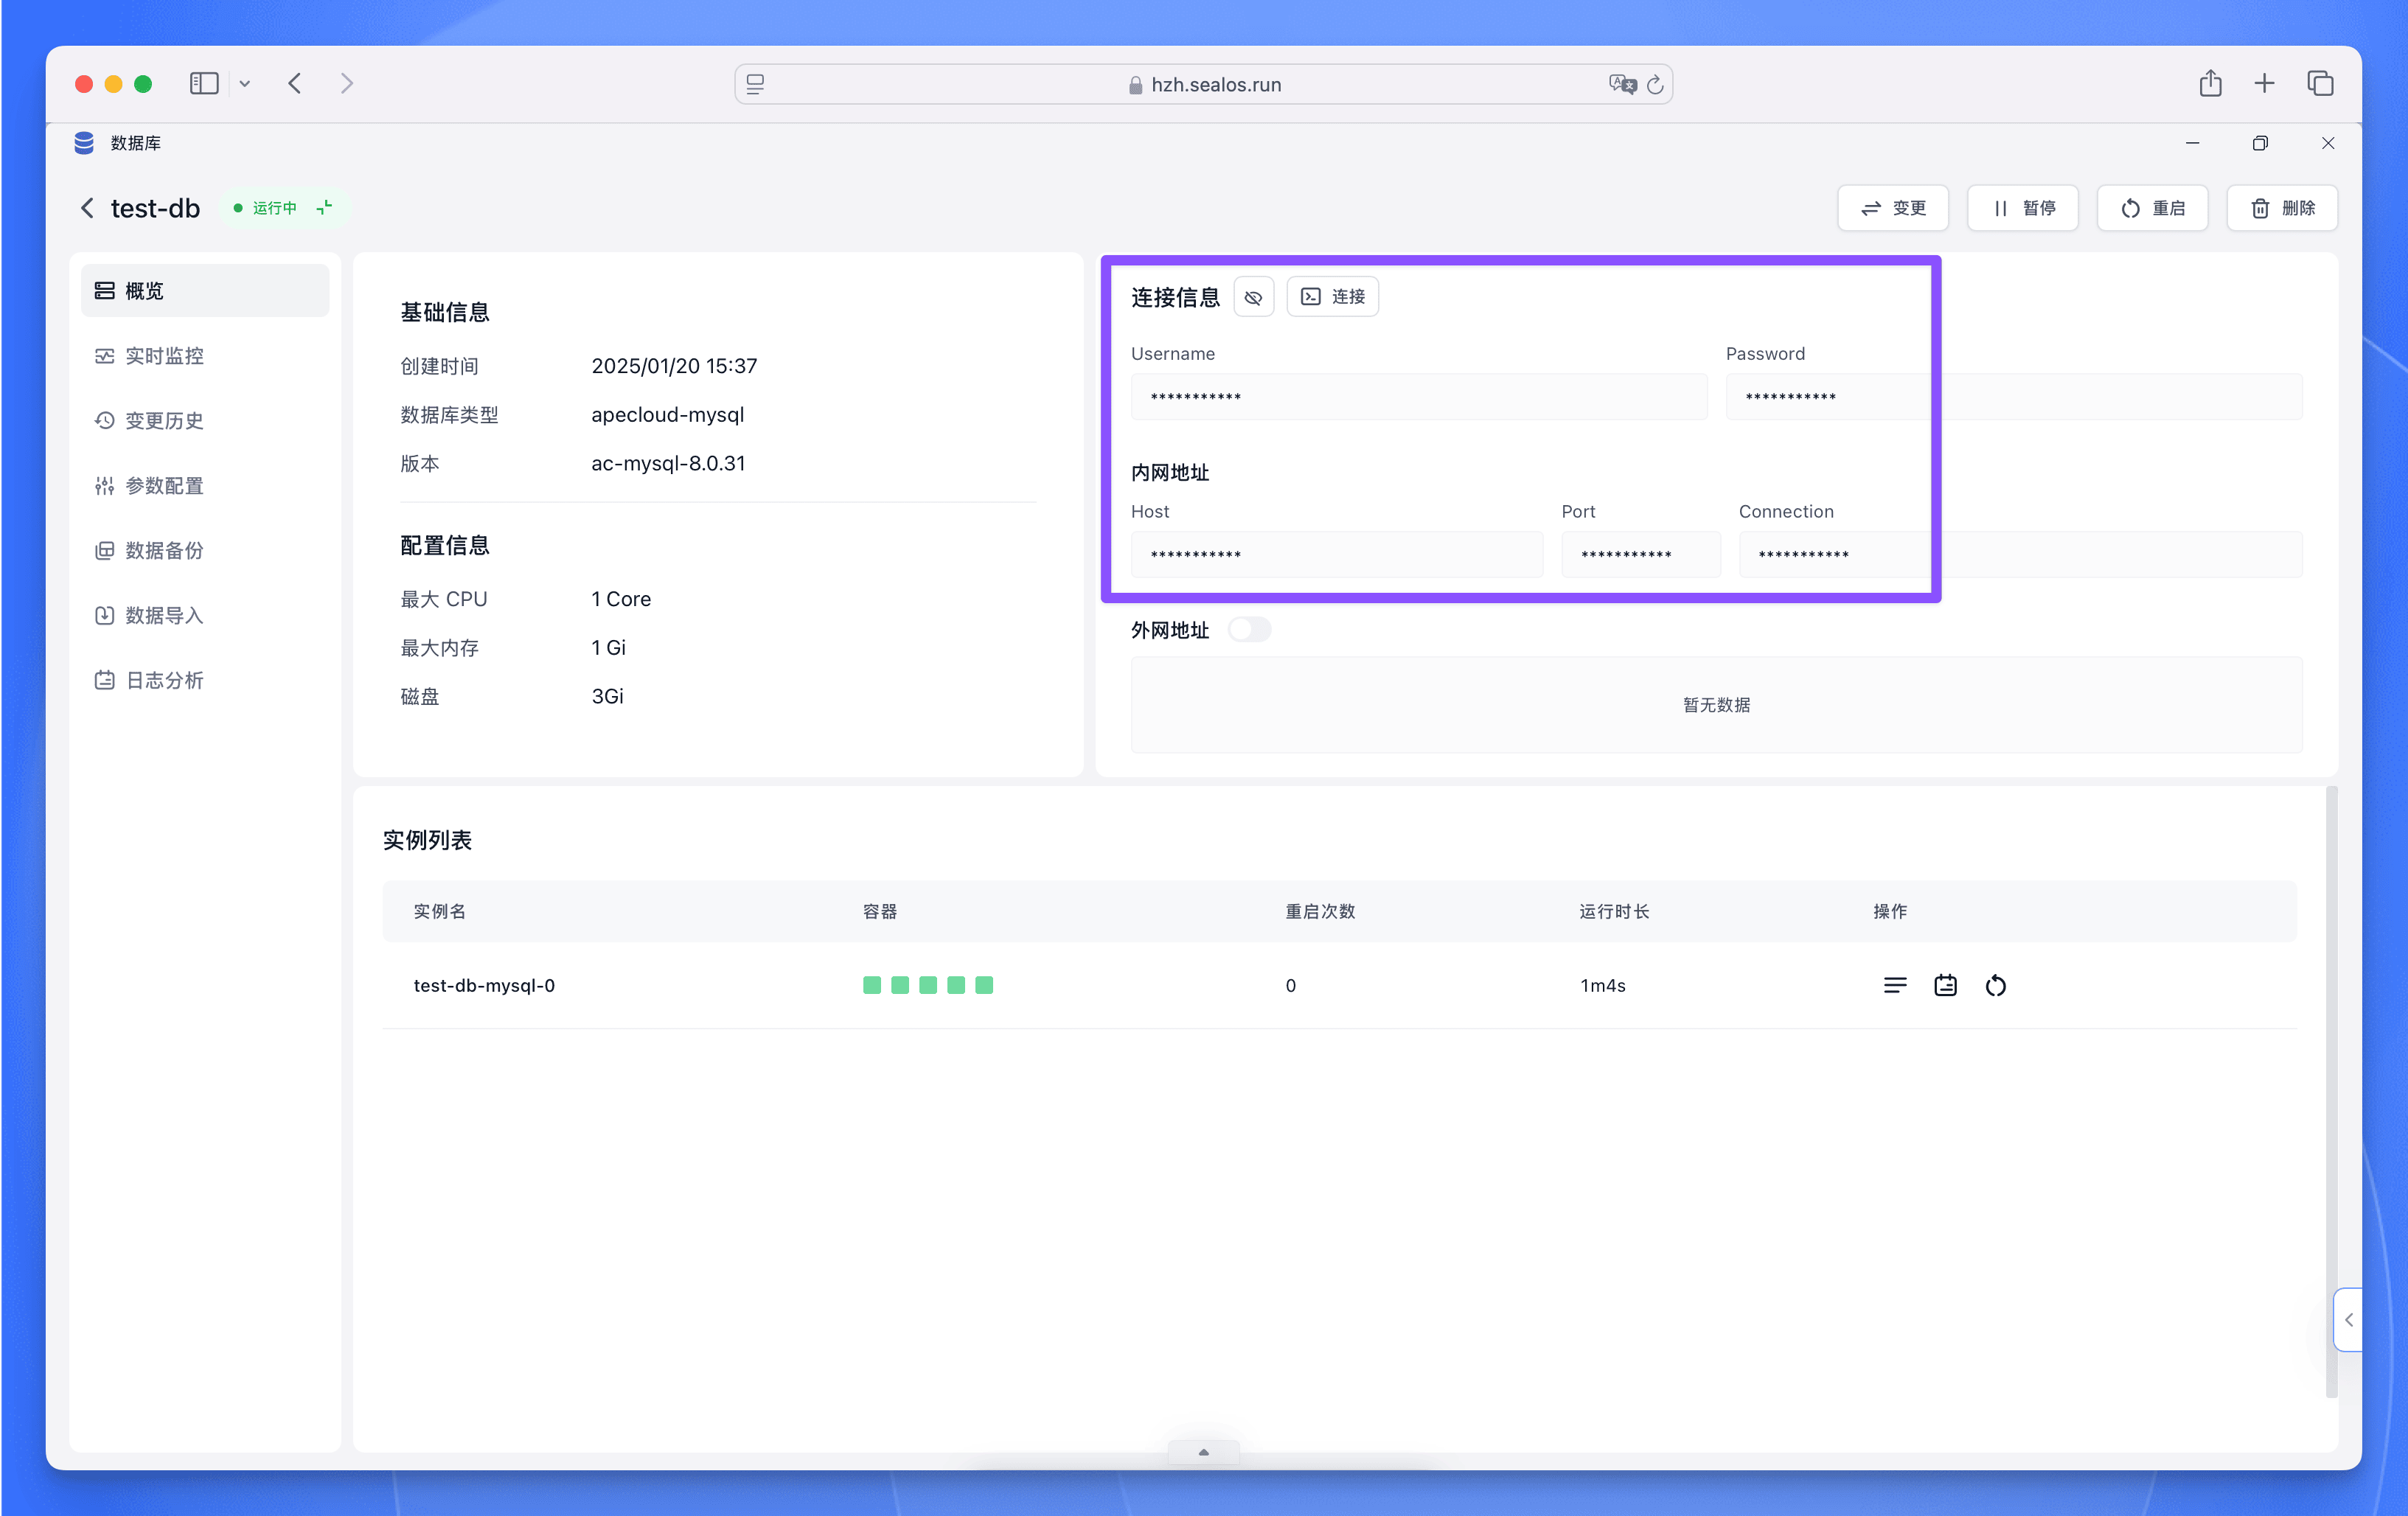 hzh.sealos.run
数据库
test-db 运行中
变更 暂停 重启 删除
概览
实时监控
变更历史
参数配置
数据备份
数据导入
日志分析
基础信息
创建时间 2025/01/20 15:37
数据库类型 apecloud-mysql
版本 ac-mysql-8.0.31
配置信息
最大 CPU 1 Core
最大内存 1 Gi
磁盘 3Gi
连接信息 连接
Username Password
*********** ***********
内网地址
Host Port Connection
*********** *********** ***********
外网地址
暂无数据
实例列表
实例名 容器 重启次数 运行时长 操作
test-db-mysql-0 0 1m4s